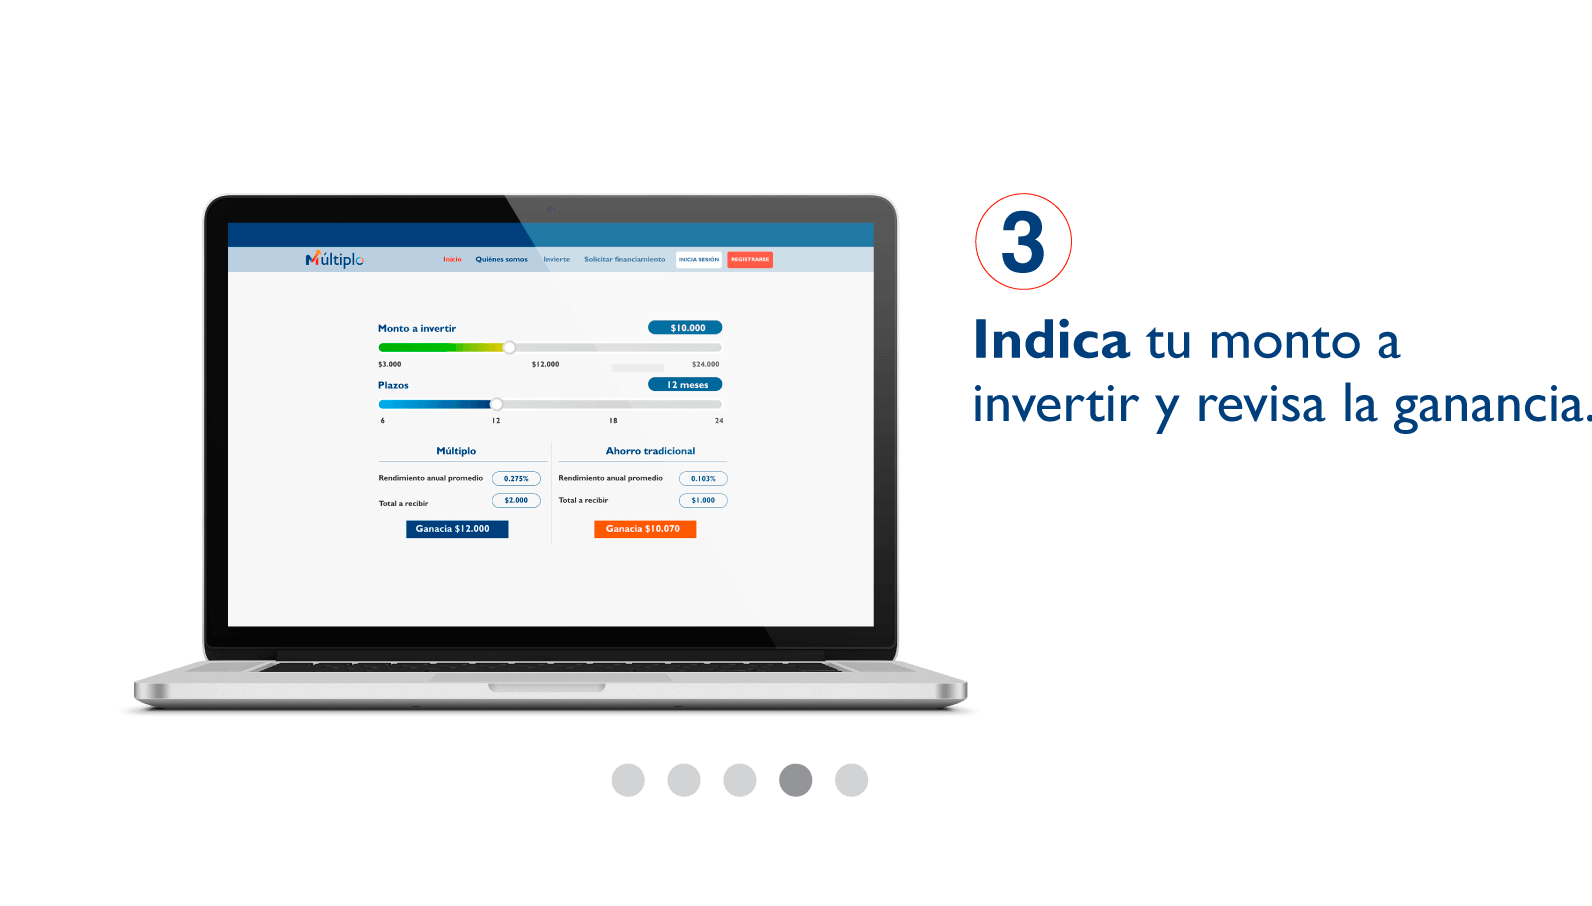 Múltiplo
Inicio Quiénes somos Invierte Solicitar financiamiento INICIA SESIÓN REGISTRARSE
Monto a invertir $10.000
$3.000 $12.000 $24.000
Plazos 12 meses
6 12 18 24
Múltiplo
Rendimiento anual promedio 0.275%
Total a recibir $2.000
Ganacia $12.000
Ahorro tradicional
Rendimiento anual promedio 0.103%
Total a recibir $1.000
Ganacia $10.070
3
Indica tu monto a
invertir y revisa la ganancia.